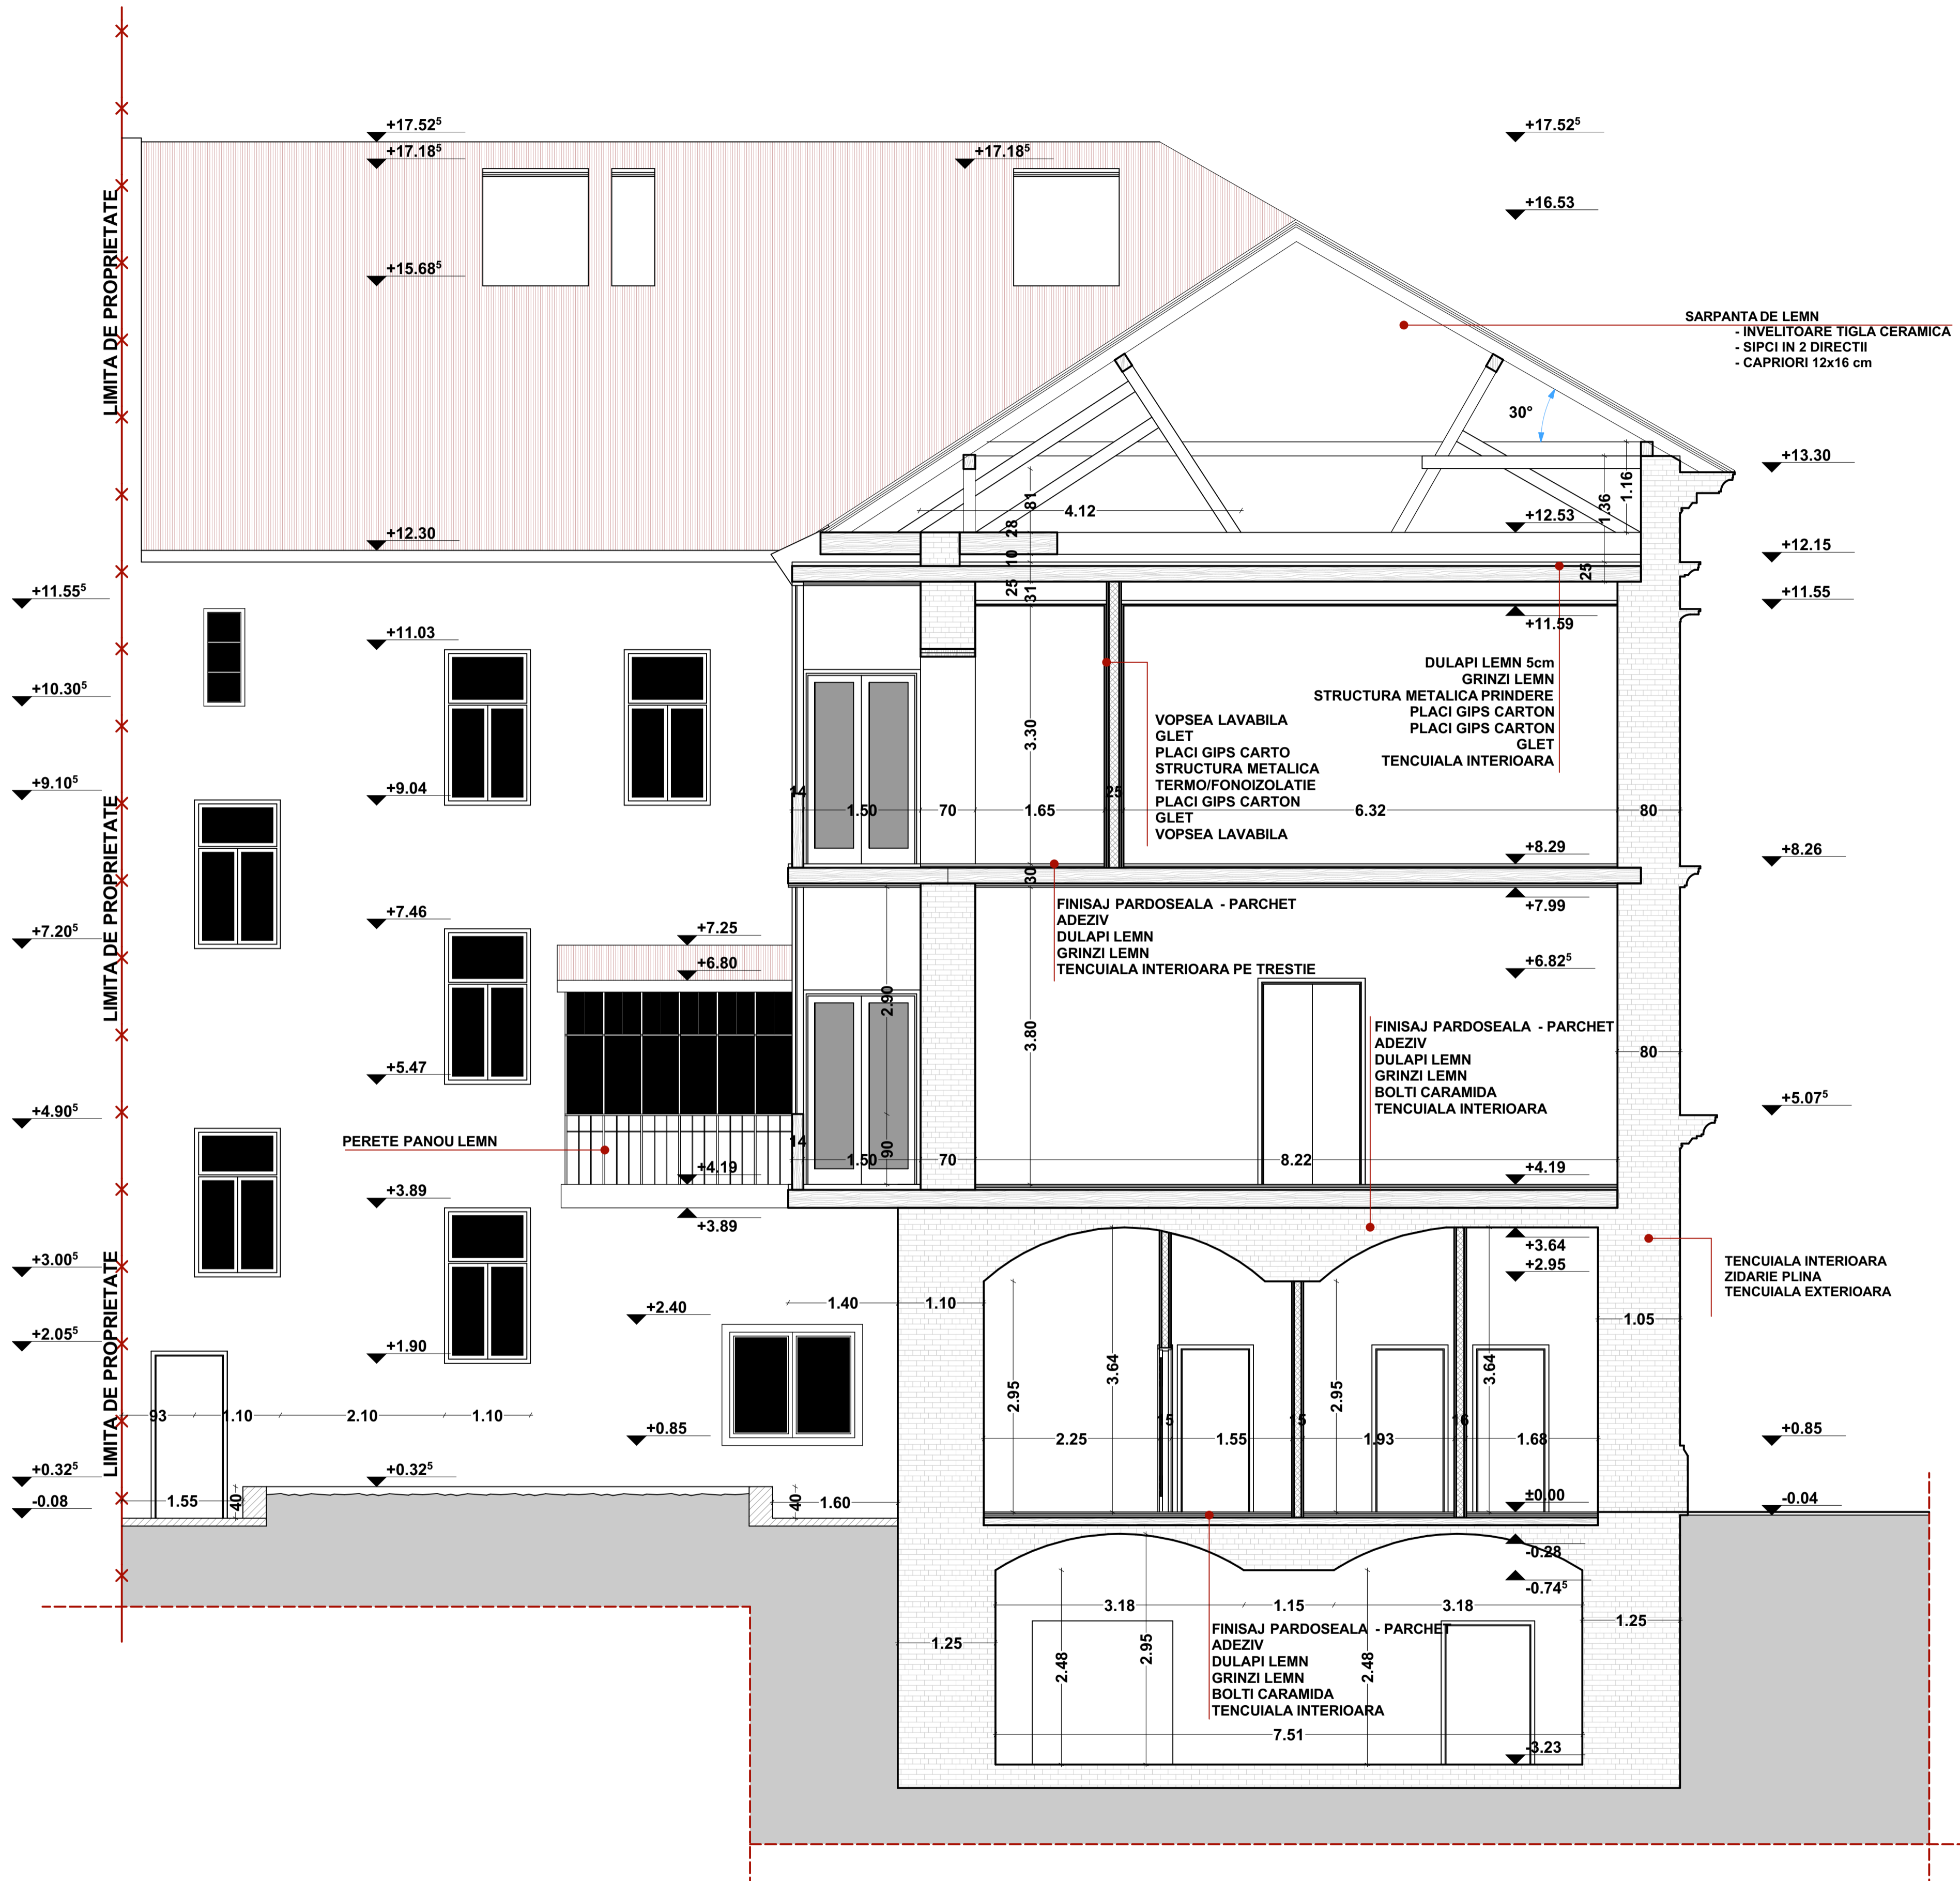 +17.52⁵
+17.18⁵
+17.18⁵
+17.52⁵
+16.53
LIMITA DE PROPRIETATE
+15.68⁵
SARPANTA DE LEMN
- INVELITOARE TIGLA CERAMICA
- SIPCI IN 2 DIRECTII
- CAPRIORI 12x16 cm
30°
+13.30
1.16
1.36
81
4.12
28
+12.53
+12.30
10
+12.15
25
31
25
+11.55⁵
+11.55
+11.59
+11.03
+10.30⁵
DULAPI LEMN 5cm
GRINZI LEMN
STRUCTURA METALICA PRINDERE
PLACI GIPS CARTON
PLACI GIPS CARTON
GLET
TENCUIALA INTERIOARA
VOPSEA LAVABILA
GLET
PLACI GIPS CARTO
STRUCTURA METALICA
TERMO/FONOIZOLATIE
PLACI GIPS CARTON
GLET
VOPSEA LAVABILA
3.30
+9.10⁵
+9.04
14
1.50
70
1.65
25
6.32
80
LIMITA DE PROPRIETATE
+8.29
+8.26
30
FINISAJ PARDOSEALA - PARCHET
ADEZIV
DULAPI LEMN
GRINZI LEMN
TENCUIALA INTERIOARA PE TRESTIE
+7.99
+7.46
+7.20⁵
+7.25
+6.80
+6.82⁵
2.90
3.80
FINISAJ PARDOSEALA - PARCHET
ADEZIV
DULAPI LEMN
GRINZI LEMN
BOLTI CARAMIDA
TENCUIALA INTERIOARA
80
+5.47
+4.90⁵
+5.07⁵
PERETE PANOU LEMN
14
1.50
90
70
8.22
+4.19
+4.19
+3.89
+3.89
+3.64
+2.95
+3.00⁵
LIMITA DE PROPRIETATE
TENCUIALA INTERIOARA
ZIDARIE PLINA
TENCUIALA EXTERIOARA
+2.40
1.40
1.10
1.05
+2.05⁵
+1.90
2.95
3.64
2.95
3.64
93
1.10
2.10
1.10
+0.85
15
15
16
2.25
1.55
1.93
1.68
+0.85
+0.32⁵
+0.32⁵
-0.08
1.55
40
40
1.60
±0.00
-0.04
-0.28
-0.74⁵
3.18
1.15
3.18
1.25
1.25
FINISAJ PARDOSEALA - PARCHET
ADEZIV
DULAPI LEMN
GRINZI LEMN
BOLTI CARAMIDA
TENCUIALA INTERIOARA
2.48
2.95
2.48
7.51
-3.23